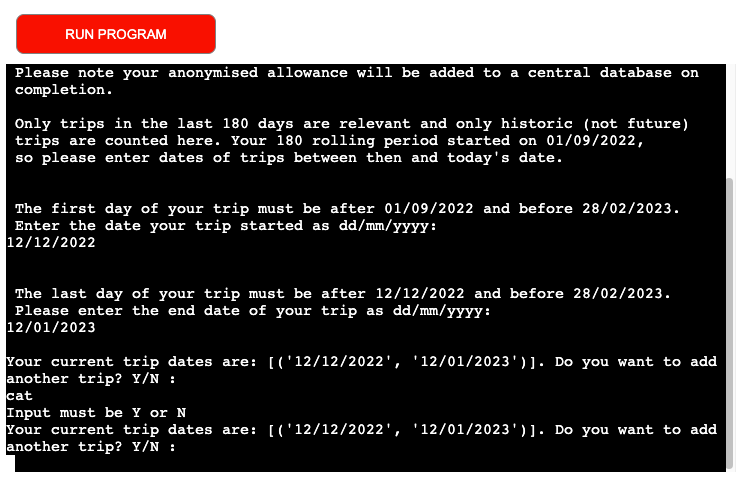 RUN PROGRAM
Please note your anonymised allowance will be added to a central database on
completion.
Only trips in the last 180 days are relevant and only historic (not future)
trips are counted here. Your 180 rolling period started on 01/09/2022,
so please enter dates of trips between then and today's date.
The first day of your trip must be after 01/09/2022 and before 28/02/2023.
Enter the date your trip started as dd/mm/yyyy:
12/12/2022
The last day of your trip must be after 12/12/2022 and before 28/02/2023.
Please enter the end date of your trip as dd/mm/yyyy:
12/01/2023
Your current trip dates are: [('12/12/2022', '12/01/2023')]. Do you want to add
another trip? Y/N :
cat
Input must be Y or N
Your current trip dates are: [('12/12/2022', '12/01/2023')]. Do you want to add
another trip? Y/N :